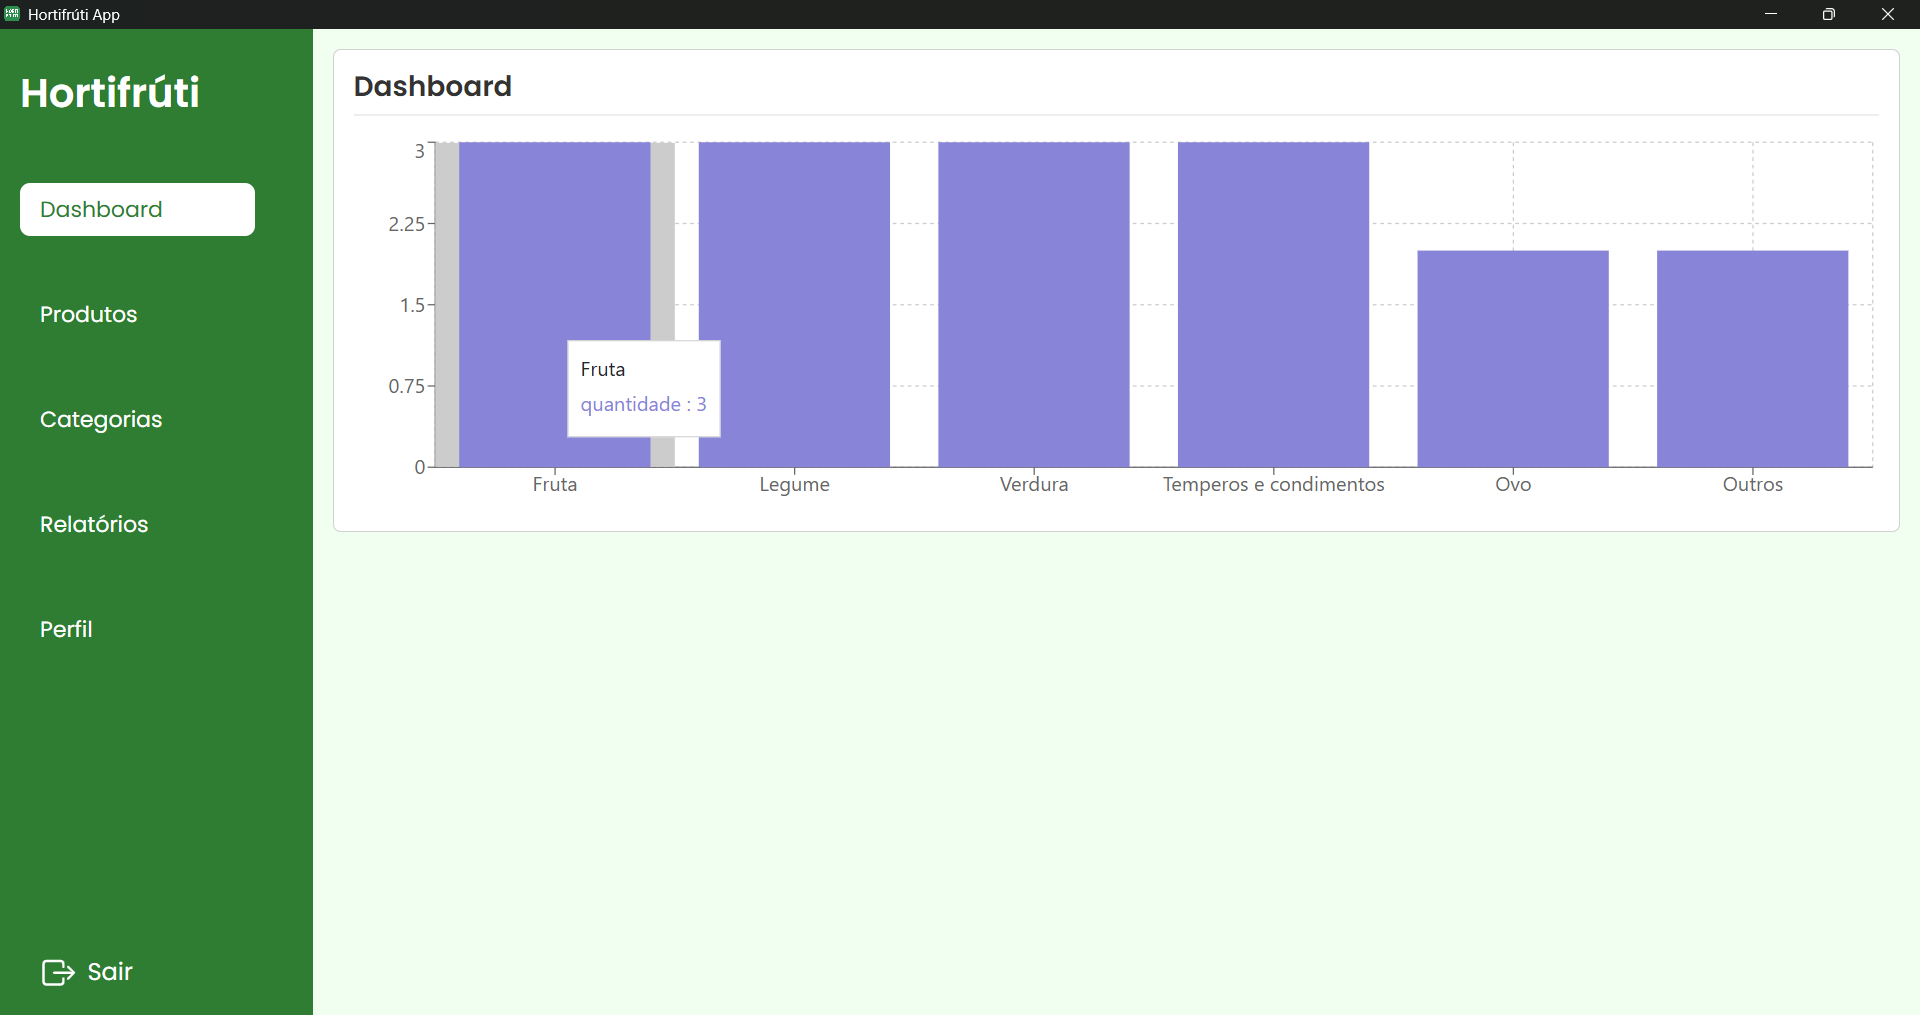 Hortifrúti App
Hortifrúti
Dashboard
Produtos
Categorias
Relatórios
Perfil
Sair
Dashboard
3
2.25
1.5
0.75
0
Fruta
quantidade : 3
Fruta
Legume
Verdura
Temperos e condimentos
Ovo
Outros